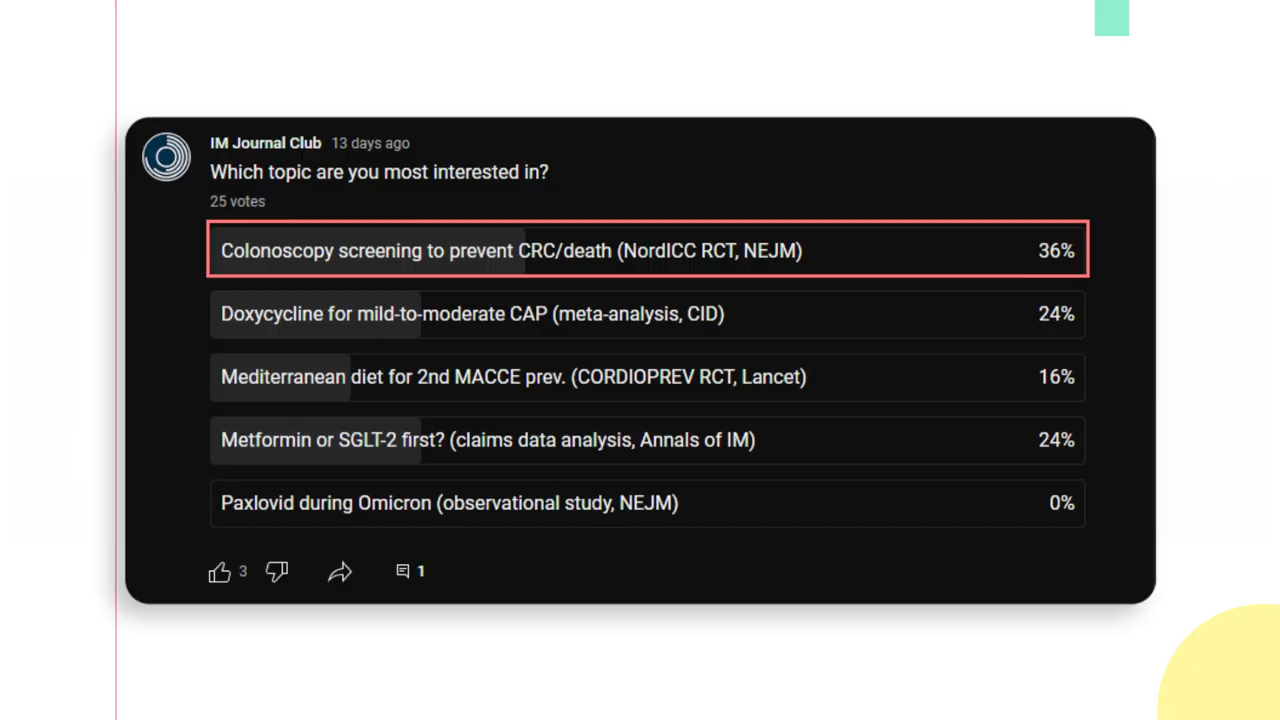 IM Journal Club 13 days ago
Which topic are you most interested in?
25 votes
Colonoscopy screening to prevent CRC/death (NordICC RCT, NEJM) 36%
Doxycycline for mild-to-moderate CAP (meta-analysis, CID) 24%
Mediterranean diet for 2nd MACCE prev. (CORDIOPREV RCT, Lancet) 16%
Metformin or SGLT-2 first? (claims data analysis, Annals of IM) 24%
Paxlovid during Omicron (observational study, NEJM) 0%
3 1